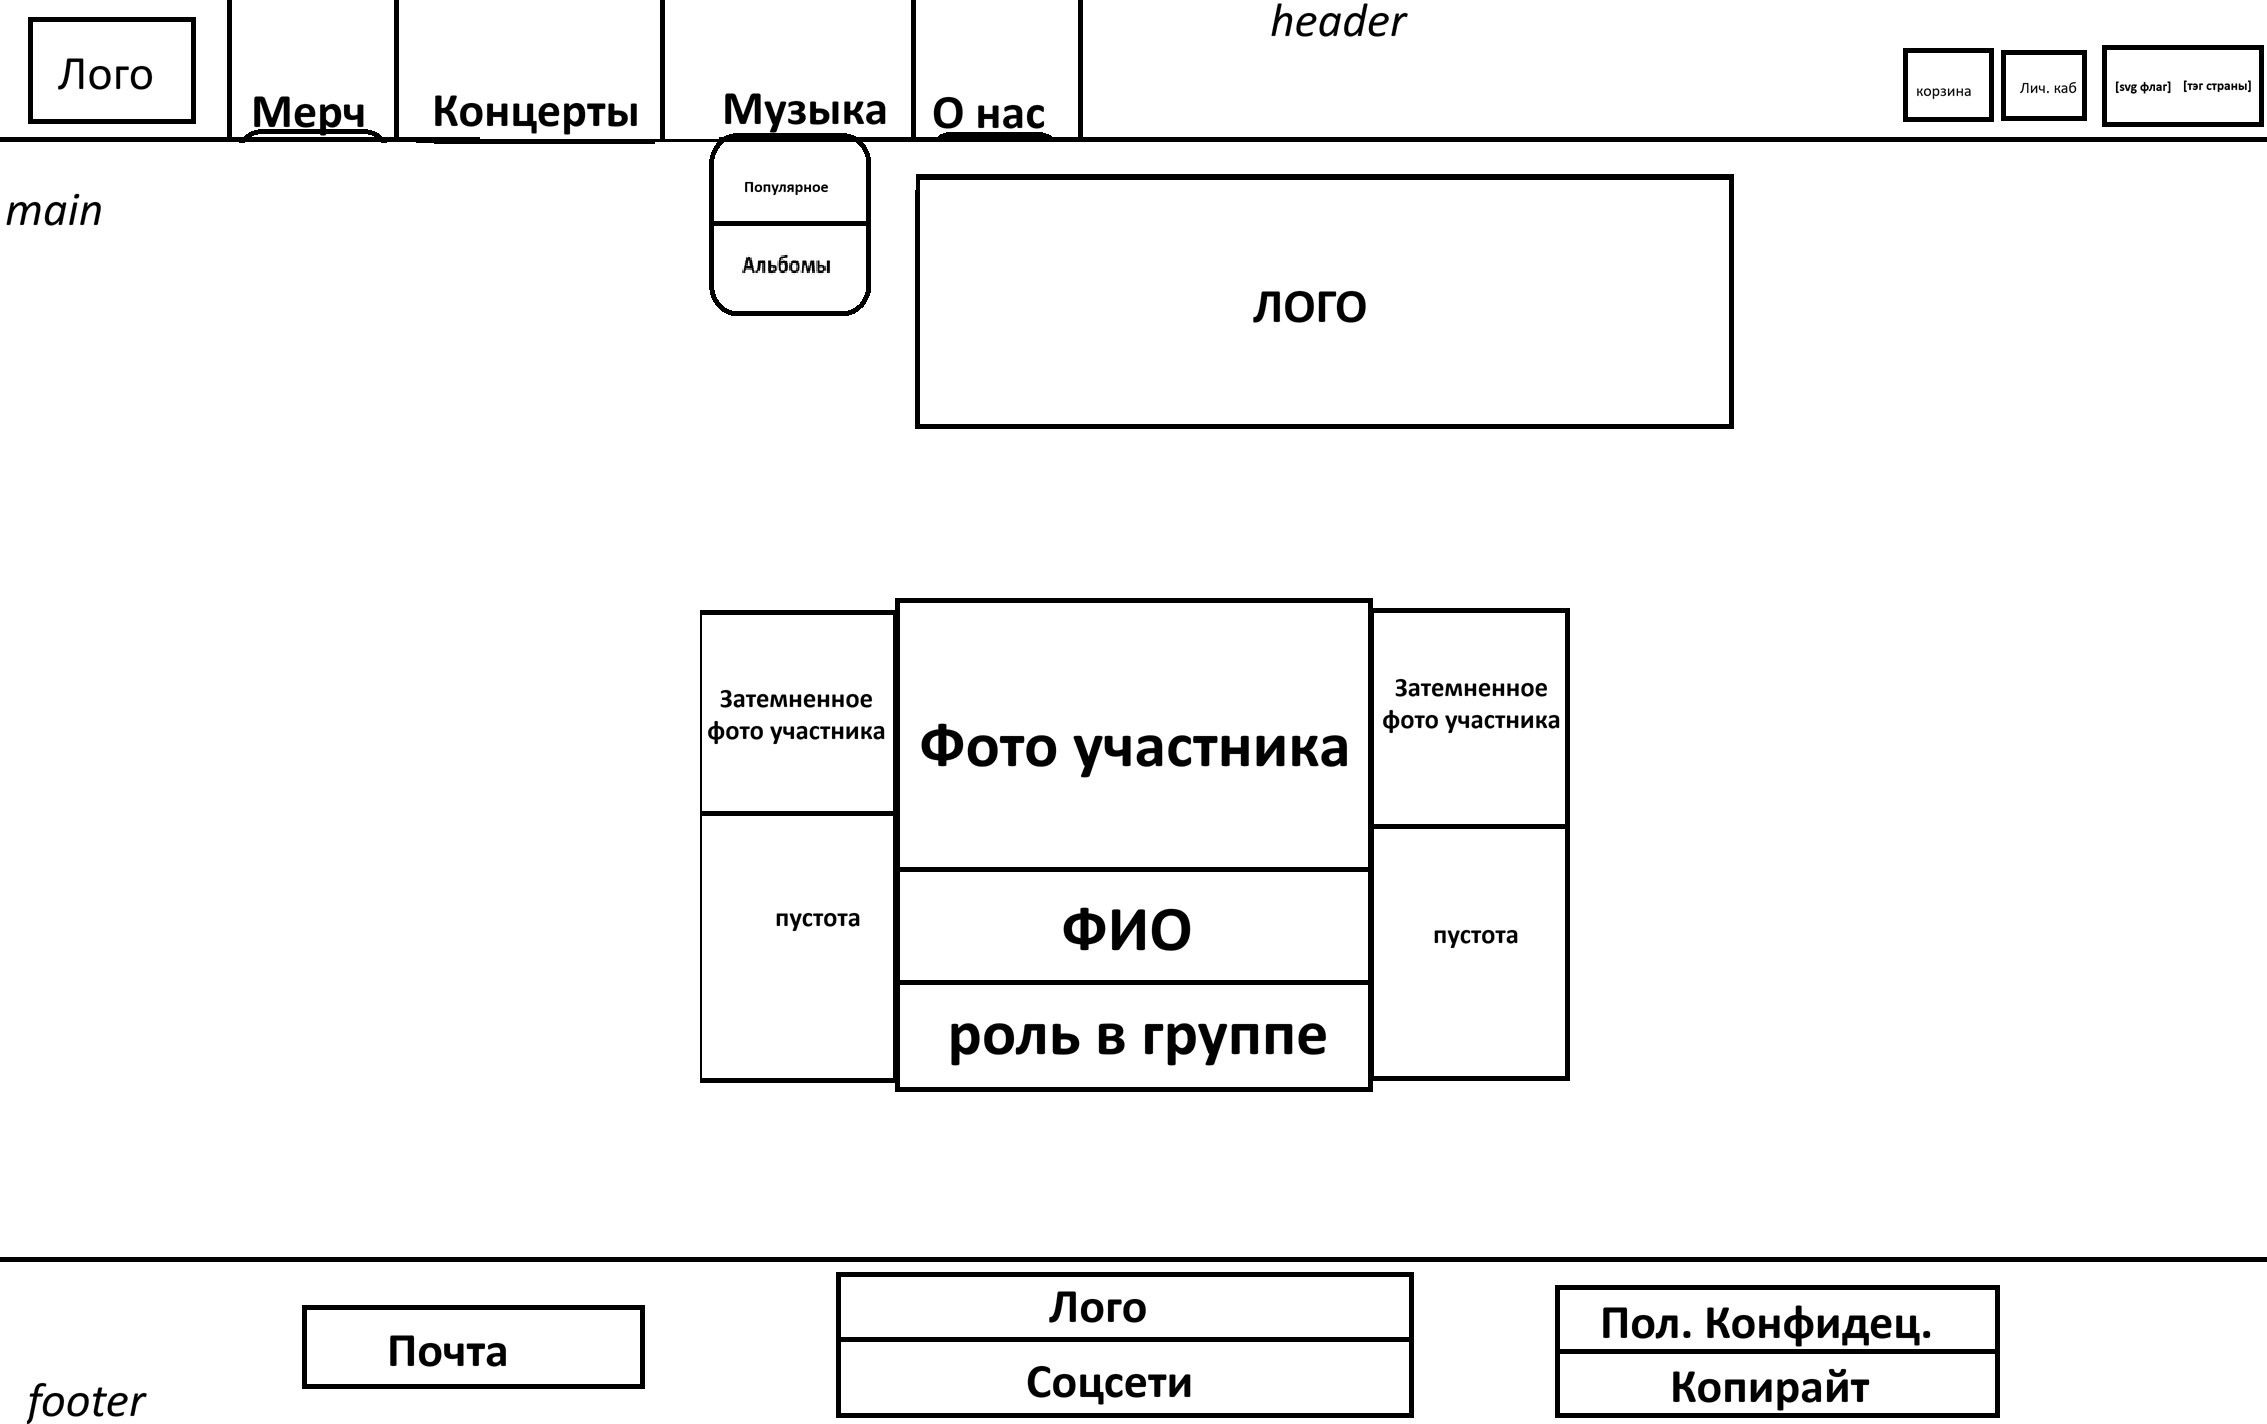 header
Лого
Мерч
Концерты
Музыка
О нас
корзина
Лич. каб
[svg флаг] [тэг страны]
main
Популярное
Альбомы
ЛОГО
Затемненное
фото участника
Фото участника
Затемненное
фото участника
пустота
ФИО
пустота
роль в группе
footer
Почта
Лого
Соцсети
Пол. Конфидец.
Копирайт